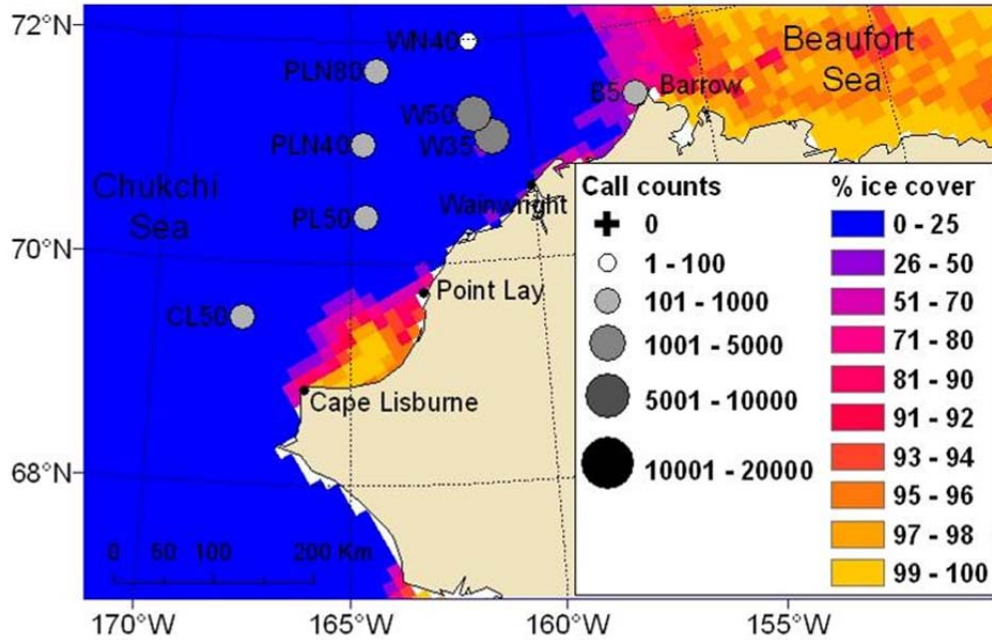 72°N
70°N
68°N
170°W
165°W
160°W
155°W
WN40
PLN80
W50
W35
PLN40
PL50
CL50
B5
Barrow
Beaufort
Sea
Chukchi
Sea
Wainwright
Point Lay
Cape Lisburne
0 50 100 200 Km
Call counts
0
1 - 100
101 - 1000
1001 - 5000
5001 - 10000
10001 - 20000
% ice cover
0 - 25
26 - 50
51 - 70
71 - 80
81 - 90
91 - 92
93 - 94
95 - 96
97 - 98
99 - 100